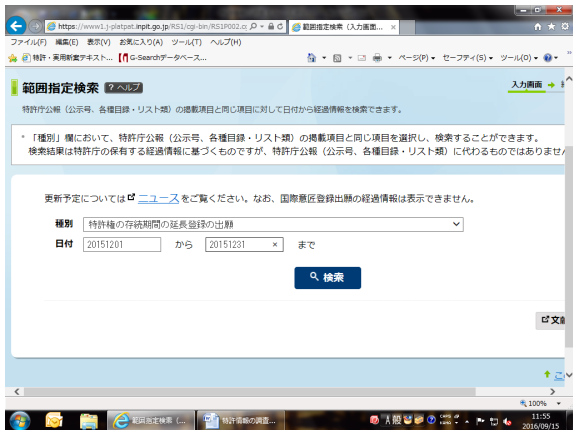 https://www1.j-platpat.inpit.go.jp/RS1/cgi-bin/RS1P002.c
範囲指定検索（入力画面...
ファイル(F) 編集(E) 表示(V) お気に入り(A) ツール(T) ヘルプ(H)
特許・実用新案テキスト... G-Searchデータベース... ページ(P) セーフティ(S) ツール(O)
範囲指定検索 ? ヘルプ 入力画面
特許庁公報（公示号、各種目録・リスト類）の掲載項目と同じ項目に対して日付から経過情報を検索できます。
* 「種別」欄において、特許庁公報（公示号、各種目録・リスト類）の掲載項目と同じ項目を選択し、検索することができます。
検索結果は特許庁の保有する経過情報に基づくものですが、特許庁公報（公示号、各種目録・リスト類）に代わるものではありませ
更新予定については ニュース をご覧ください。なお、国際意匠登録出願の経過情報は表示できません。
種別 特許権の存続期間の延長登録の出願
日付 20151201 から 20151231 × まで
検索
文献
100%
範囲指定検索（... 特許情報の調査... A 般 CAPS KANA 11:55
2016/09/15